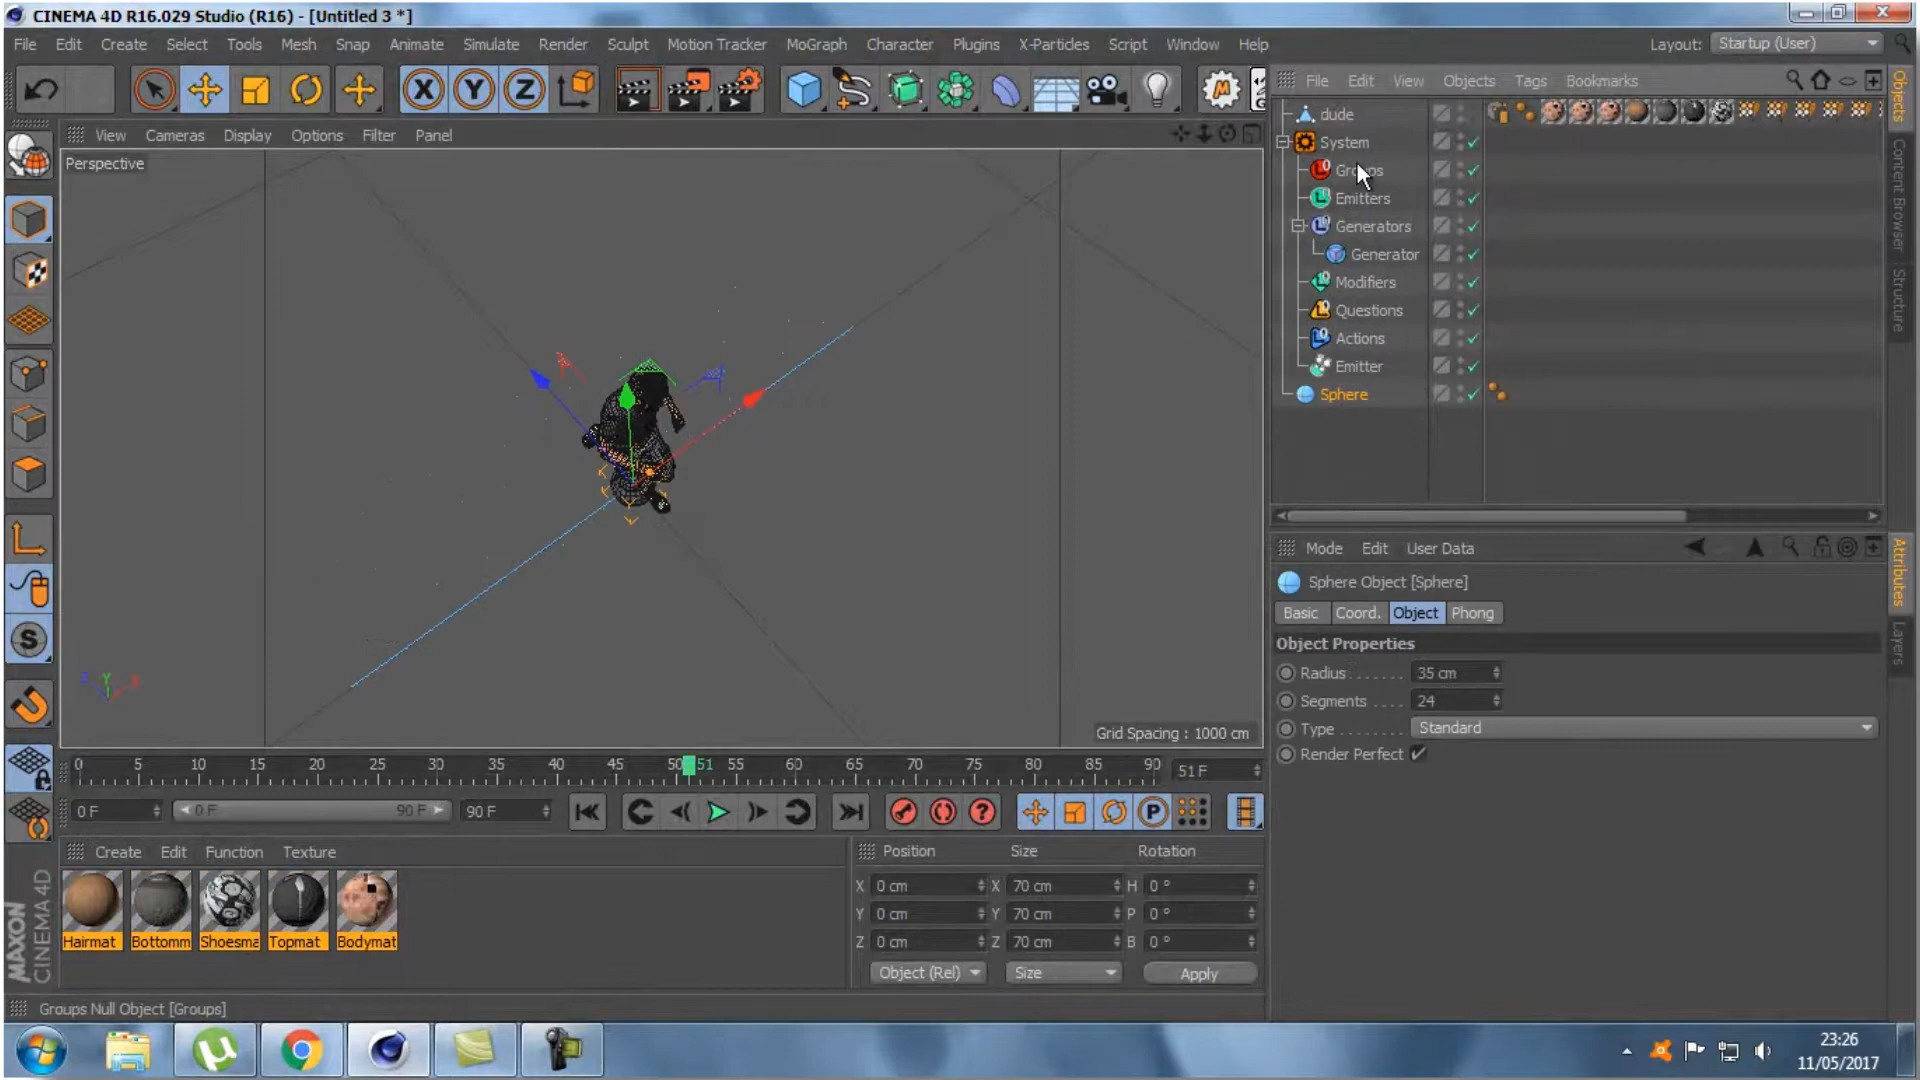 CINEMA 4D R16.029 Studio (R16) - [Untitled 3 *]
File Edit Create Select Tools Mesh Snap Animate Simulate Render Sculpt Motion Tracker MoGraph Character Plugins X-Particles Script Window Help
Layout: Startup (User)
X Y Z
File Edit View Objects Tags Bookmarks
View Cameras Display Options Filter Panel
Perspective
dude
System
Groups
Emitters
Generators
Generator
Modifiers
Questions
Actions
Emitter
Sphere
Objects
Content Browser
Structure
Grid Spacing : 1000 cm
Mode Edit User Data
Sphere Object [Sphere]
Basic Coord. Object Phong
Object Properties
Radius 35 cm
Segments 24
Type Standard
Render Perfect
Attributes
Layers
0 5 10 15 20 25 30 35 40 45 50 51 55 60 65 70 75 80 85 90 51 F
0 F 0 F 90 F 90 F
Create Edit Function Texture
Hairmat Bottomm Shoesma Topmat Bodymat
Position Size Rotation
X 0 cm X 70 cm H 0 °
Y 0 cm Y 70 cm P 0 °
Z 0 cm Z 70 cm B 0 °
Object (Rel) Size Apply
MAXON
CINEMA 4D
Groups Null Object [Groups]
23:26
11/05/2017